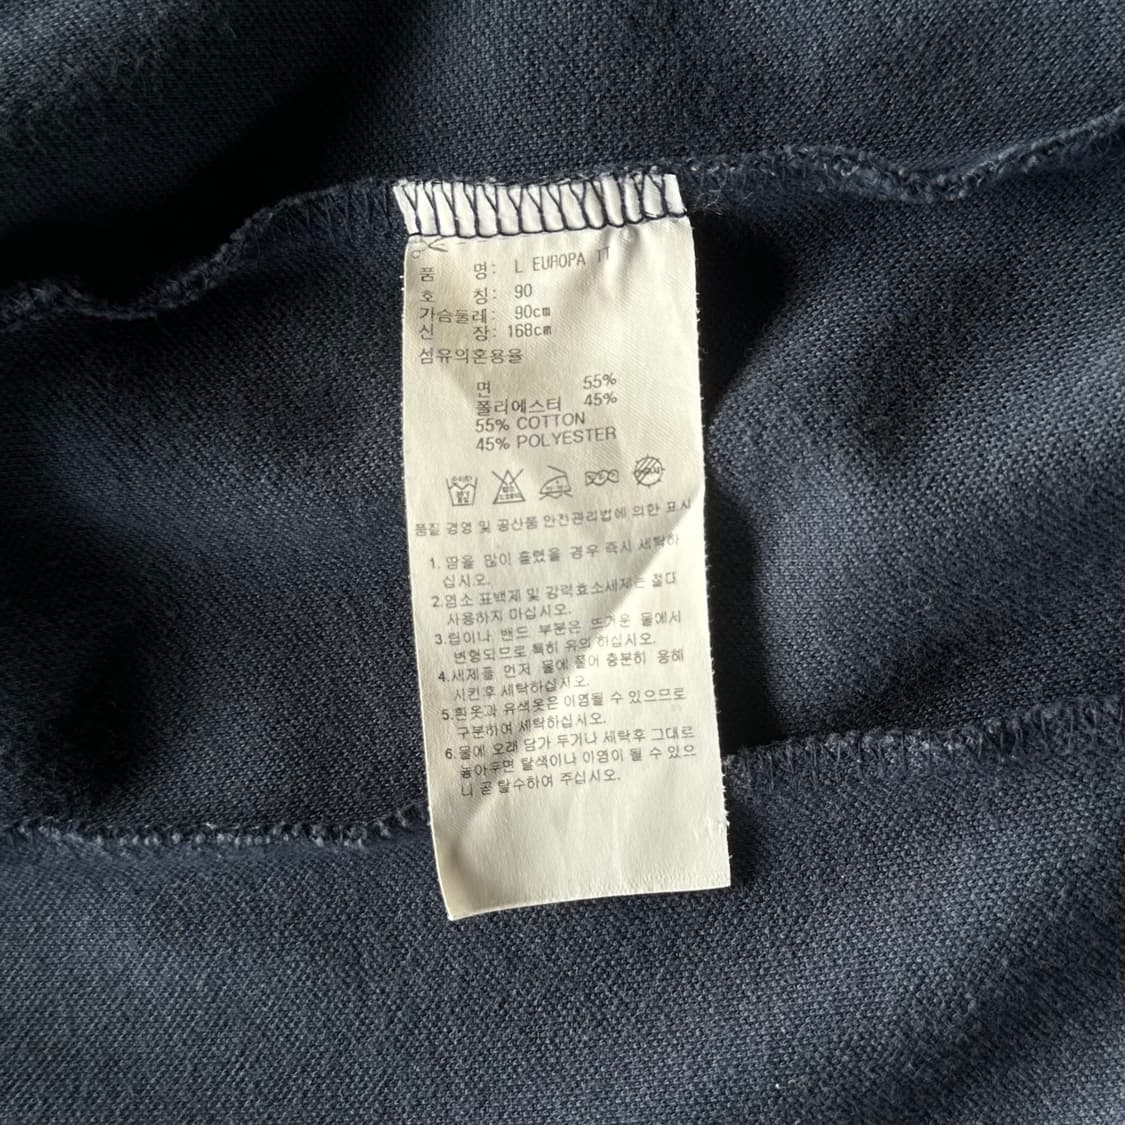 품 명: L EUROPA TT
호 칭: 90
가슴둘레: 90cm
신 장: 168cm
섬유의혼용율
면 55%
폴리에스터 45%
55% COTTON
45% POLYESTER
품질 경영 및 공산품 안전관리법에 의한 표시
1. 땀을 많이 흘렸을 경우 즉시 세탁하
십시오.
2.염소 표백제 및 강력효소세제는 절대
사용하지 마십시오.
3.립이나 밴드 부분은 뜨거운 물에서
변형되므로 특히 유의 하십시오.
4.세제를 먼저 물에 풀어 충분히 용해
시킨후 세탁하십시오.
5.흰옷과 유색옷은 이염될 수 있으므로
구분하여 세탁하십시오.
6.물에 오래 담가 두거나 세탁후 그대로
놓아두면 탈색이나 이염이 될 수 있으
니 곧 탈수하여 주십시오.